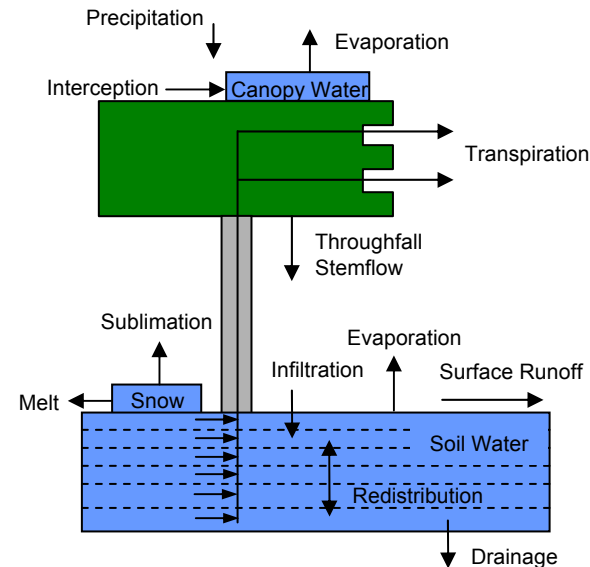 Precipitation
Evaporation
Interception
Canopy Water
Transpiration
Throughfall
Stemflow
Sublimation
Evaporation
Infiltration
Surface Runoff
Melt
Snow
Soil Water
Redistribution
Drainage